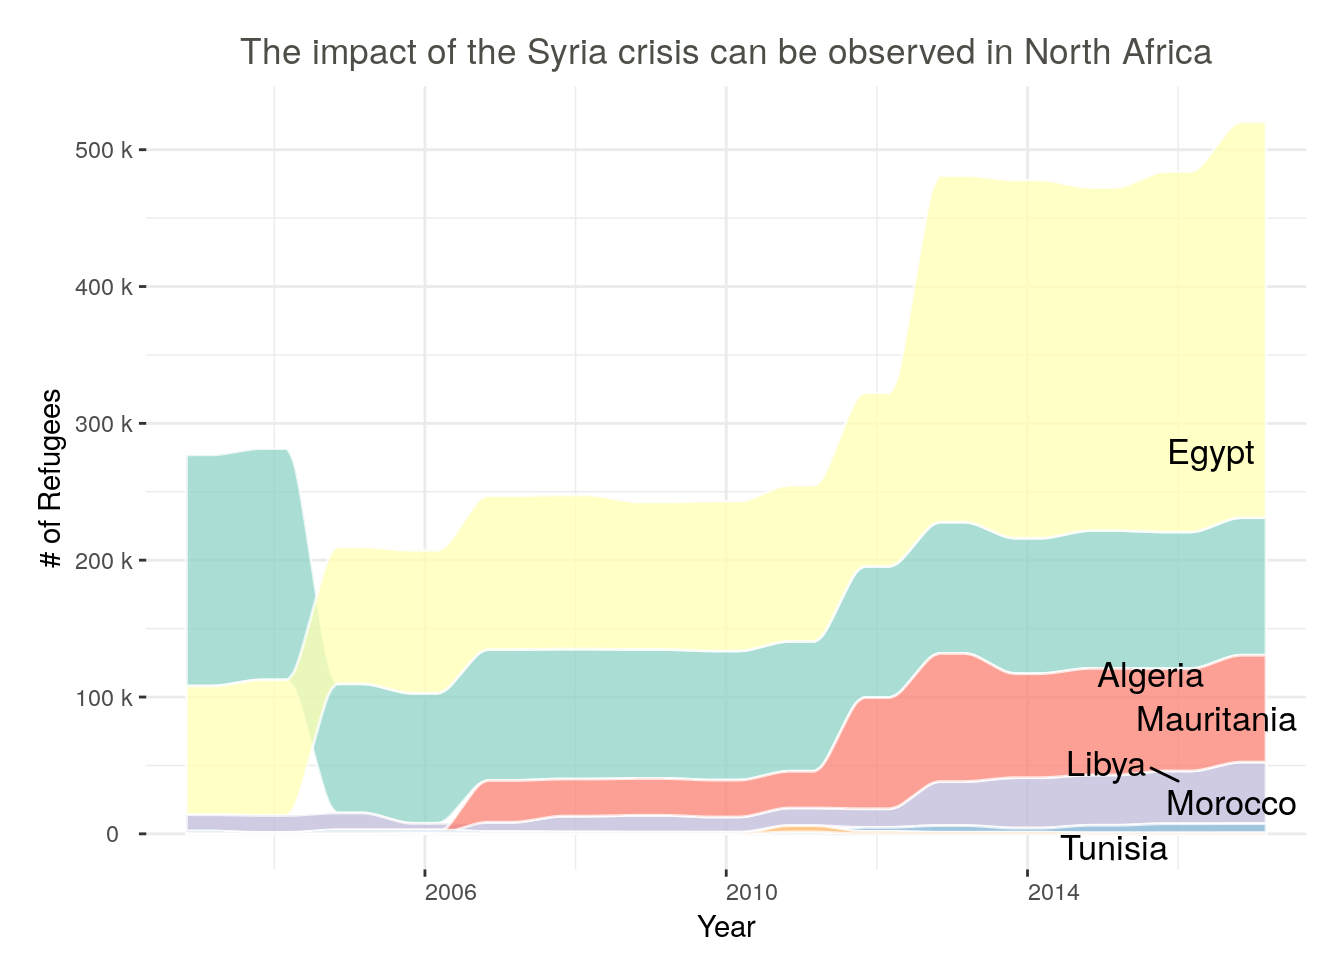 The impact of the Syria crisis can be observed in North Africa
500 k
400 k
300 k
200 k
100 k
0
# of Refugees
Egypt
Algeria
Mauritania
Libya
Morocco
Tunisia
2006
2010
2014
Year